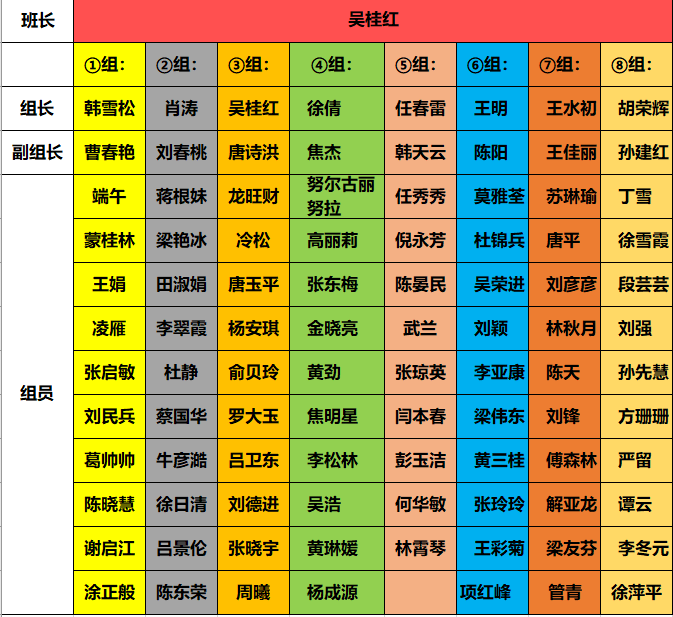 班长 吴桂红
①组： ②组： ③组： ④组： ⑤组： ⑥组： ⑦组： ⑧组：
组长 韩雪松 肖涛 吴桂红 徐倩 任春雷 王明 王水初 胡荣辉
副组长 曹春艳 刘春桃 唐诗洪 焦杰 韩天云 陈阳 王佳丽 孙建红
组员
端午 蒋根妹 龙旺财 努尔古丽努拉 任秀秀 莫雅荃 苏琳瑜 丁雪
蒙桂林 梁艳冰 冷松 高丽莉 倪永芳 杜锦兵 唐平 徐雪霞
王娟 田淑娟 唐玉平 张东梅 陈晏民 吴荣进 刘彦彦 段芸芸
凌雁 李翠霞 杨安琪 金晓亮 武兰 刘颖 林秋月 刘强
张启敏 杜静 俞贝玲 黄劲 张琼英 李亚康 陈天 孙先慧
刘民兵 蔡国华 罗大玉 焦明星 闫本春 梁伟东 刘锋 方珊珊
葛帅帅 牛彦澔 吕卫东 李松林 彭玉洁 黄三桂 傅森林 严留
陈晓慧 徐日清 刘德进 吴浩 何华敏 张玲玲 解亚龙 谭云
谢启江 吕景伦 张晓宇 黄琳媛 林霄琴 王彩菊 梁友芬 李冬元
涂正般 陈东荣 周曦 杨成源 项红峰 管青 徐萍平